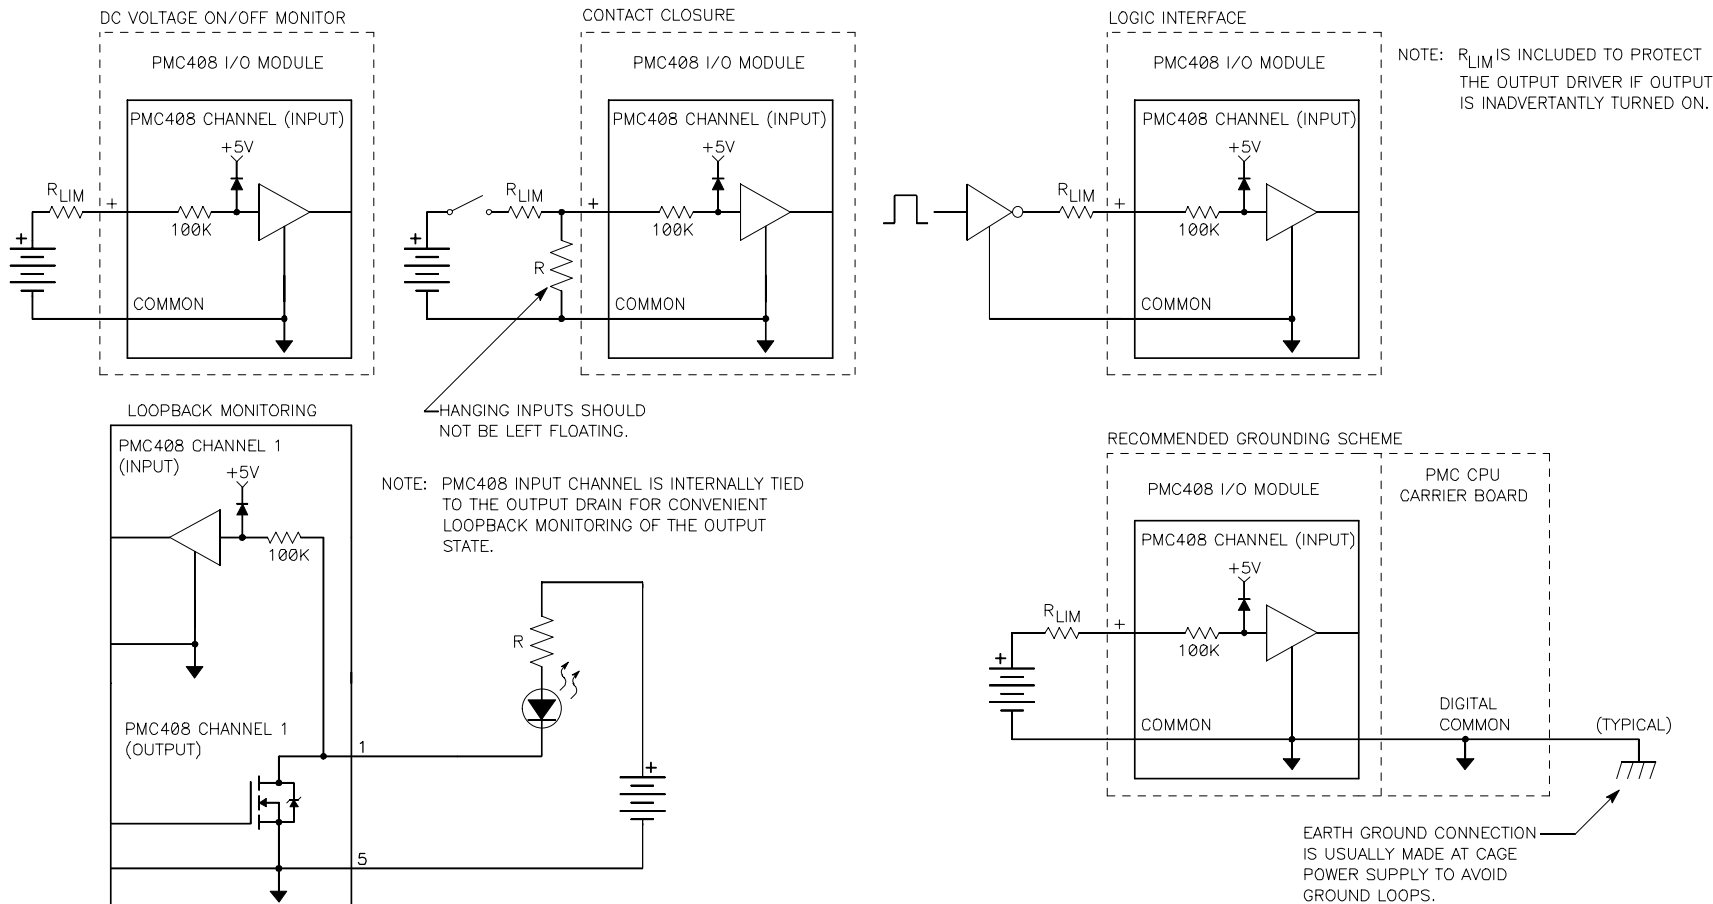 DC VOLTAGE ON/OFF MONITOR
PMC408 I/O MODULE
PMC408 CHANNEL (INPUT)
+5V
RLIM
+
100K
+
COMMON
CONTACT CLOSURE
PMC408 I/O MODULE
PMC408 CHANNEL (INPUT)
+5V
RLIM
+
100K
+
R
COMMON
HANGING INPUTS SHOULD
NOT BE LEFT FLOATING.
LOGIC INTERFACE
PMC408 I/O MODULE
PMC408 CHANNEL (INPUT)
+5V
RLIM
+
100K
COMMON
NOTE: RLIM IS INCLUDED TO PROTECT
THE OUTPUT DRIVER IF OUTPUT
IS INADVERTANTLY TURNED ON.
LOOPBACK MONITORING
PMC408 CHANNEL 1
(INPUT)
+5V
100K
PMC408 CHANNEL 1
(OUTPUT)
1
5
R
+
NOTE: PMC408 INPUT CHANNEL IS INTERNALLY TIED
TO THE OUTPUT DRAIN FOR CONVENIENT
LOOPBACK MONITORING OF THE OUTPUT
STATE.
RECOMMENDED GROUNDING SCHEME
PMC408 I/O MODULE
PMC CPU
CARRIER BOARD
PMC408 CHANNEL (INPUT)
+5V
RLIM
+
100K
+
COMMON
DIGITAL
COMMON
(TYPICAL)
EARTH GROUND CONNECTION
IS USUALLY MADE AT CAGE
POWER SUPPLY TO AVOID
GROUND LOOPS.